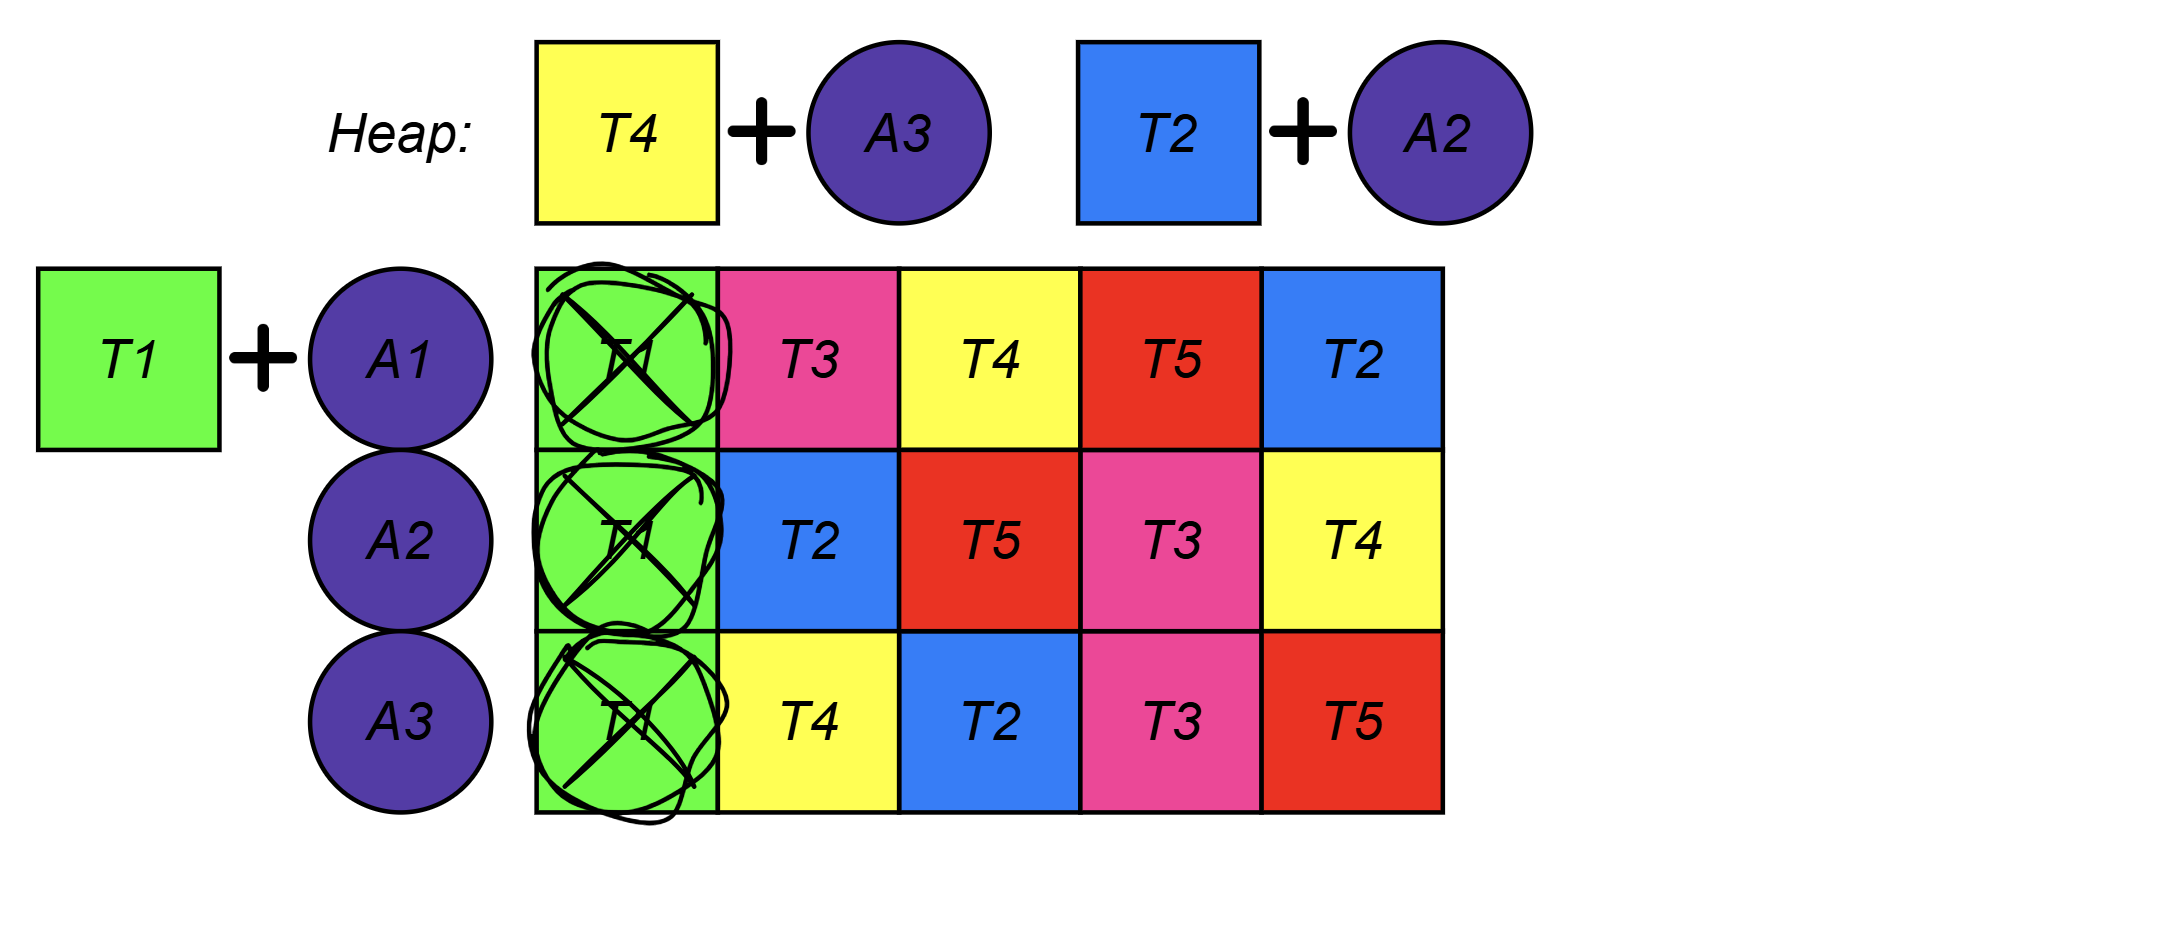 Heap: T4 + A3 T2 + A2
T1 + A1 T1 T3 T4 T5 T2
A2 T1 T2 T5 T3 T4
A3 T1 T4 T2 T3 T5